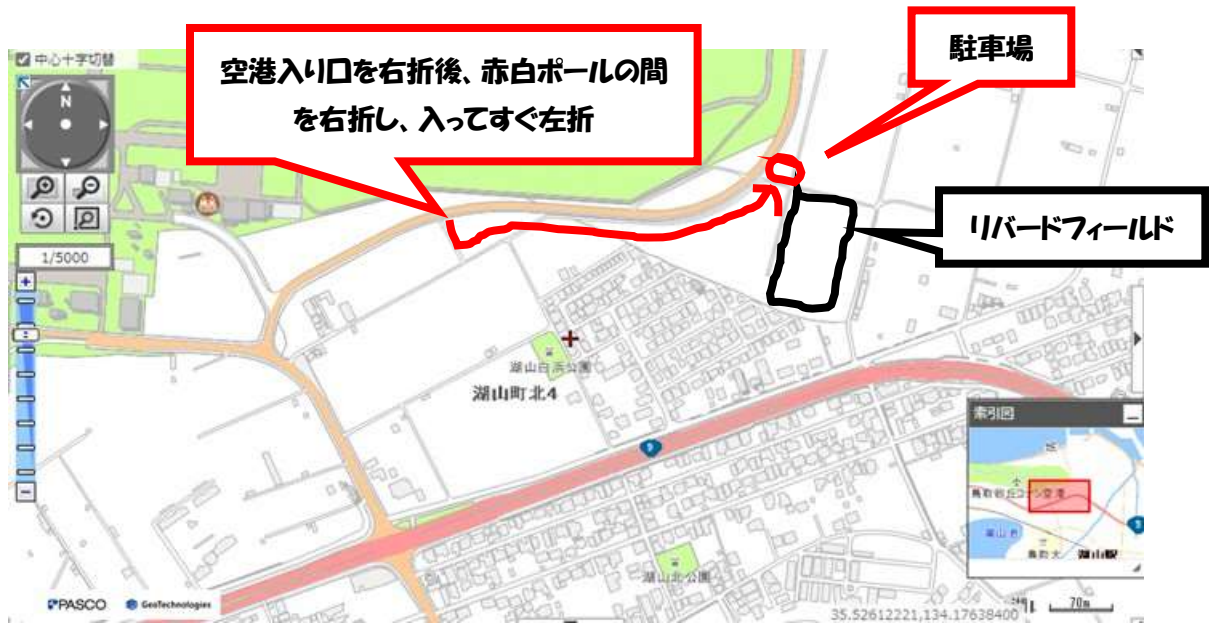 駐車場
中心十字切替
空港入り口を右折後、赤白ポールの間
を右折し、入ってすぐ左折
N
リバードフィールド
1/5000
湖山白浜公園
湖山町北4
9
索引図
鳥取砂丘コナン空港
9
湖山池
鳥取大
湖山駅
湖山北公園
PASCO
GeoTechnologies
35.52612221,134.17638400
70m